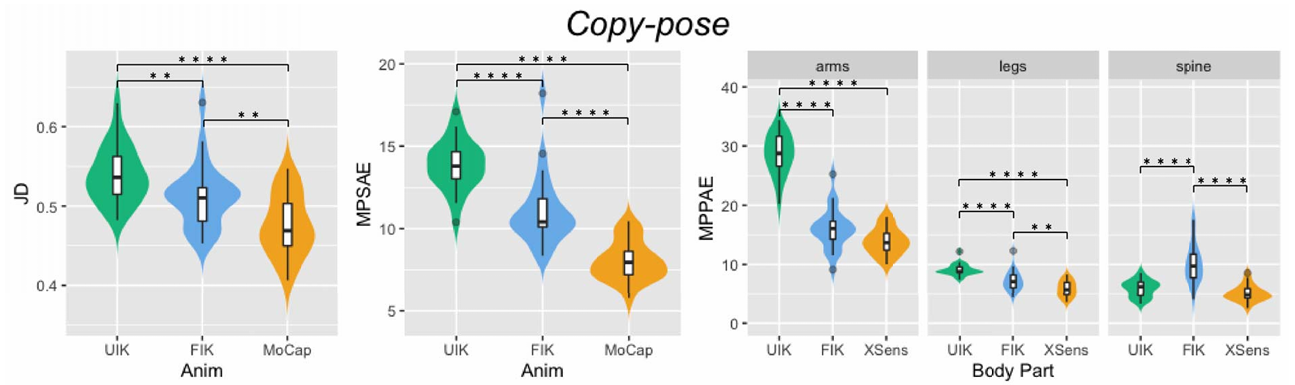 Copy-pose
JD
0.6
0.5
0.4
* * * *
* *
* *
UIK FIK MoCap
Anim
MPSAE
20
15
10
5
* * * *
* * * *
* * * *
UIK FIK MoCap
Anim
MPPAE
40
30
20
10
0
arms legs spine
* * * *
* * * *
* * * *
* * * *
* *
* * * *
* * * *
UIK FIK XSens UIK FIK XSens UIK FIK XSens
Body Part